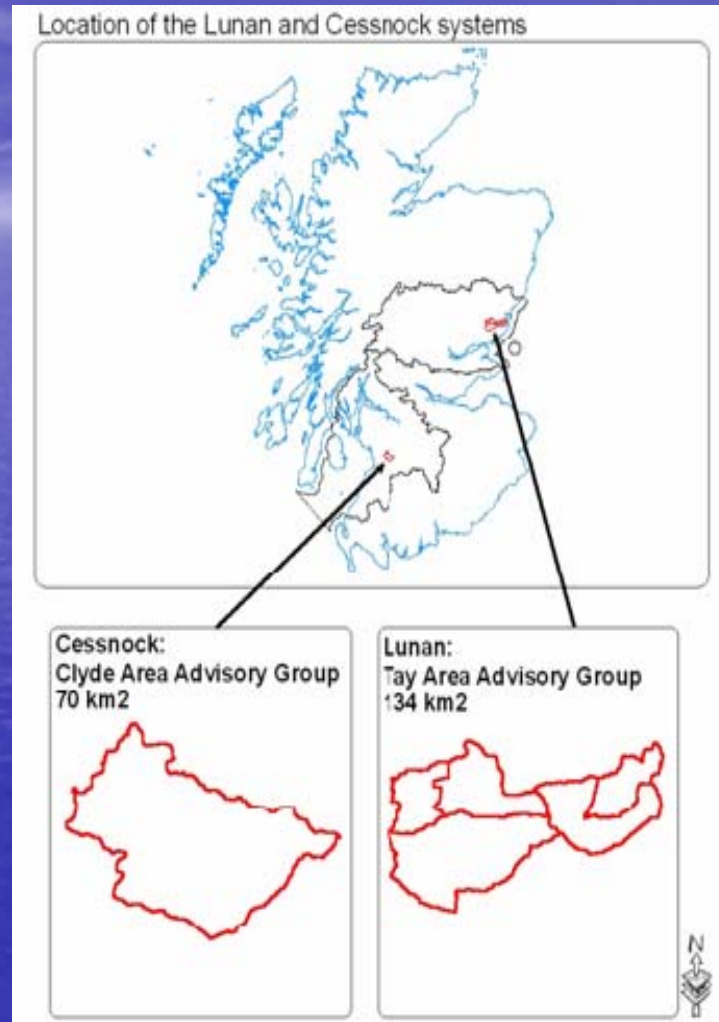 Location of the Lunan and Cessnock systems
Cessnock:
Clyde Area Advisory Group
70 km2
Lunan:
Tay Area Advisory Group
134 km2
N